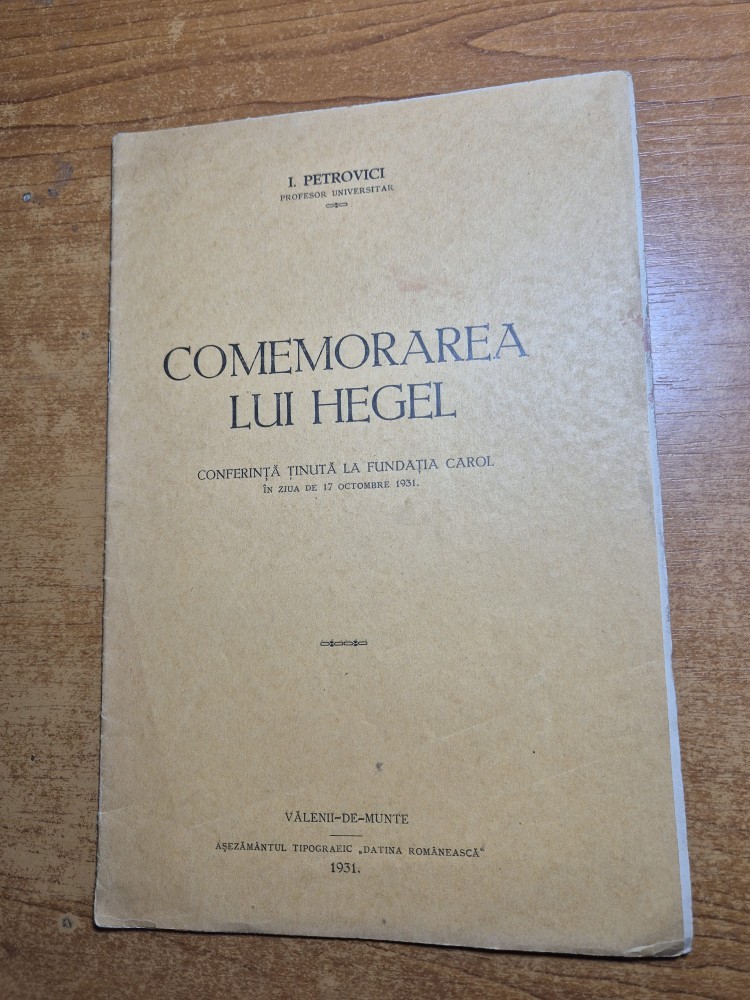 I. PETROVICI
PROFESOR UNIVERSITAR
COMEMORAREA
LUI HEGEL
CONFERINȚĂ ȚINUTĂ LA FUNDAȚIA CAROL
ÎN ZIUA DE 17 OCTOMBRE 1931.
VĂLENII-DE-MUNTE
AȘEZĂMÂNTUL TIPOGRAEIC „DATINA ROMÂNEASCĂ“
1931.